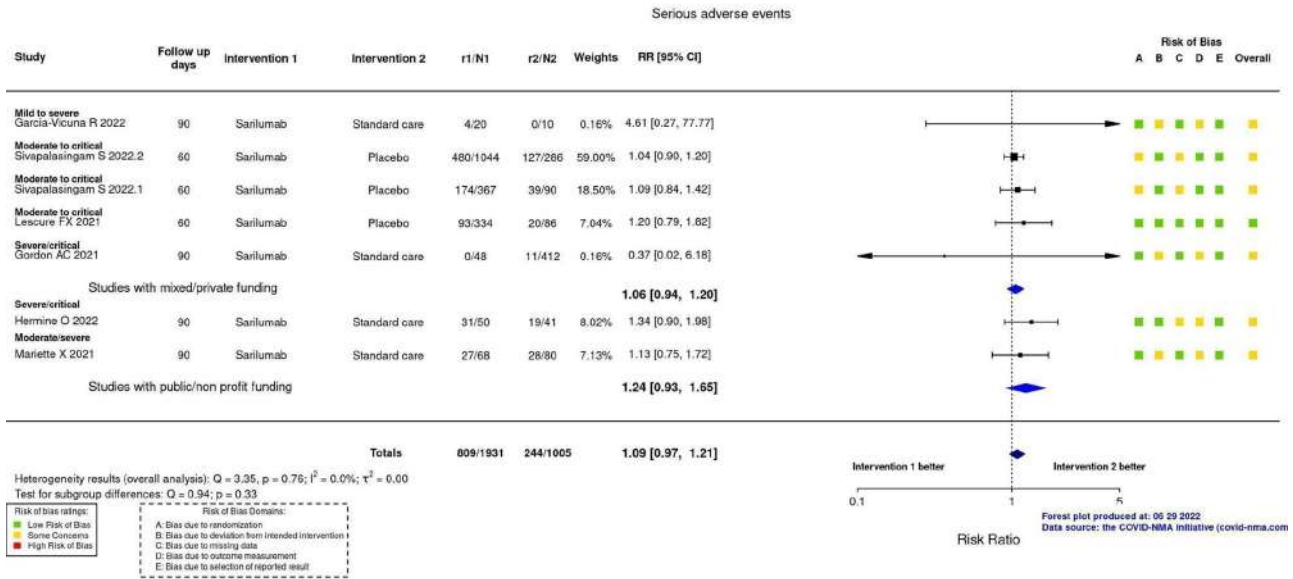 Serious adverse events
Risk of Bias
Study Follow up days Intervention 1 Intervention 2 r1/N1 r2/N2 Weights RR [95% CI] A B C D E Overall
Mild to severe
Garcia-Vicuna R 2022 90 Sarilumab Standard care 4/20 0/10 0.16% 4.61 [0.27, 77.77]
Moderate to critical
Sivapalasingam S 2022.2 60 Sarilumab Placebo 480/1044 127/286 59.00% 1.04 [0.90, 1.20]
Moderate to critical
Sivapalasingam S 2022.1 60 Sarilumab Placebo 174/367 39/90 18.50% 1.09 [0.84, 1.42]
Moderate to critical
Lescure FX 2021 60 Sarilumab Placebo 93/334 20/86 7.04% 1.20 [0.79, 1.82]
Severe/critical
Gordon AC 2021 90 Sarilumab Standard care 0/48 11/412 0.16% 0.37 [0.02, 6.18]
Studies with mixed/private funding 1.06 [0.94, 1.20]
Severe/critical
Hermine O 2022 90 Sarilumab Standard care 31/50 19/41 8.02% 1.34 [0.90, 1.98]
Moderate/severe
Mariette X 2021 90 Sarilumab Standard care 27/68 28/80 7.13% 1.13 [0.75, 1.72]
Studies with public/non profit funding 1.24 [0.93, 1.65]
Totals 809/1931 244/1005 1.09 [0.97, 1.21]
Heterogeneity results (overall analysis): Q = 3.35, p = 0.76; I² = 0.0%; τ² = 0.00
Test for subgroup differences: Q = 0.94; p = 0.33
Intervention 1 better Intervention 2 better
0.1 1 5
Risk Ratio
Risk of bias ratings:
Low Risk of Bias
Some Concerns
High Risk of Bias
Risk of Bias Domains:
A: Bias due to randomization
B: Bias due to deviation from intended intervention
C: Bias due to missing data
D: Bias due to outcome measurement
E: Bias due to selection of reported result
Forest plot produced at: 06 29 2022
Data source: the COVID-NMA initiative (covid-nma.com